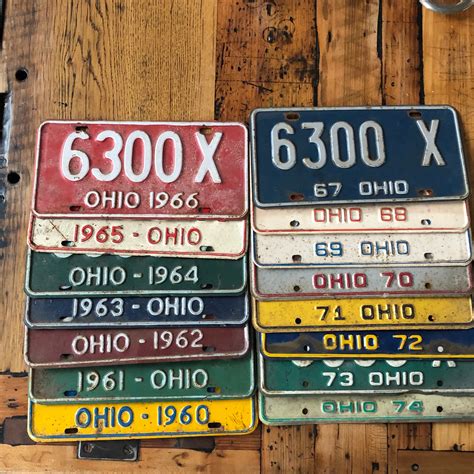 6300 X
OHIO 1966
1965 - OHIO
OHIO - 1964
1963 - OHIO
OHIO - 1962
1961 - OHIO
OHIO - 1960
6300 X
67 OHIO
OHIO 68
69 OHIO
OHIO 70
71 OHIO
OHIO 72
73 OHIO
OHIO 74